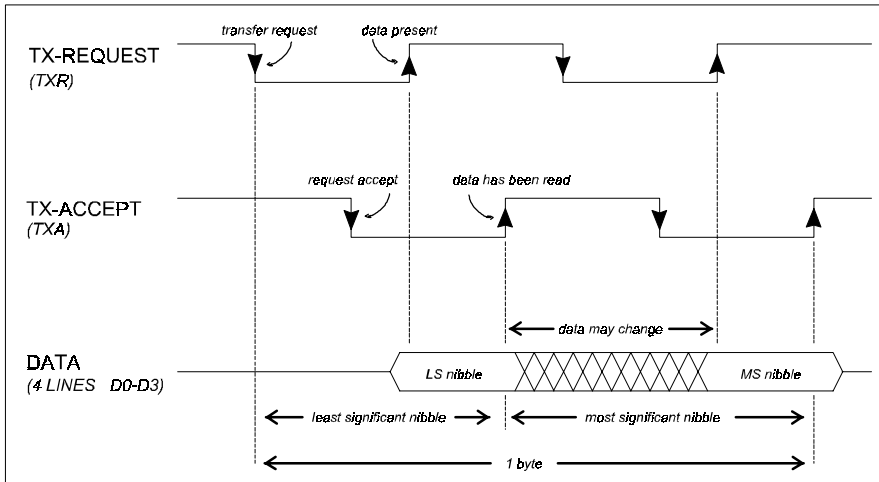 transfer request
data present
TX-REQUEST
(TXR)
request accept
data has been read
TX-ACCEPT
(TXA)
data may change
DATA
(4 LINES D0-D3)
LS nibble
MS nibble
least significant nibble
most significant nibble
1 byte